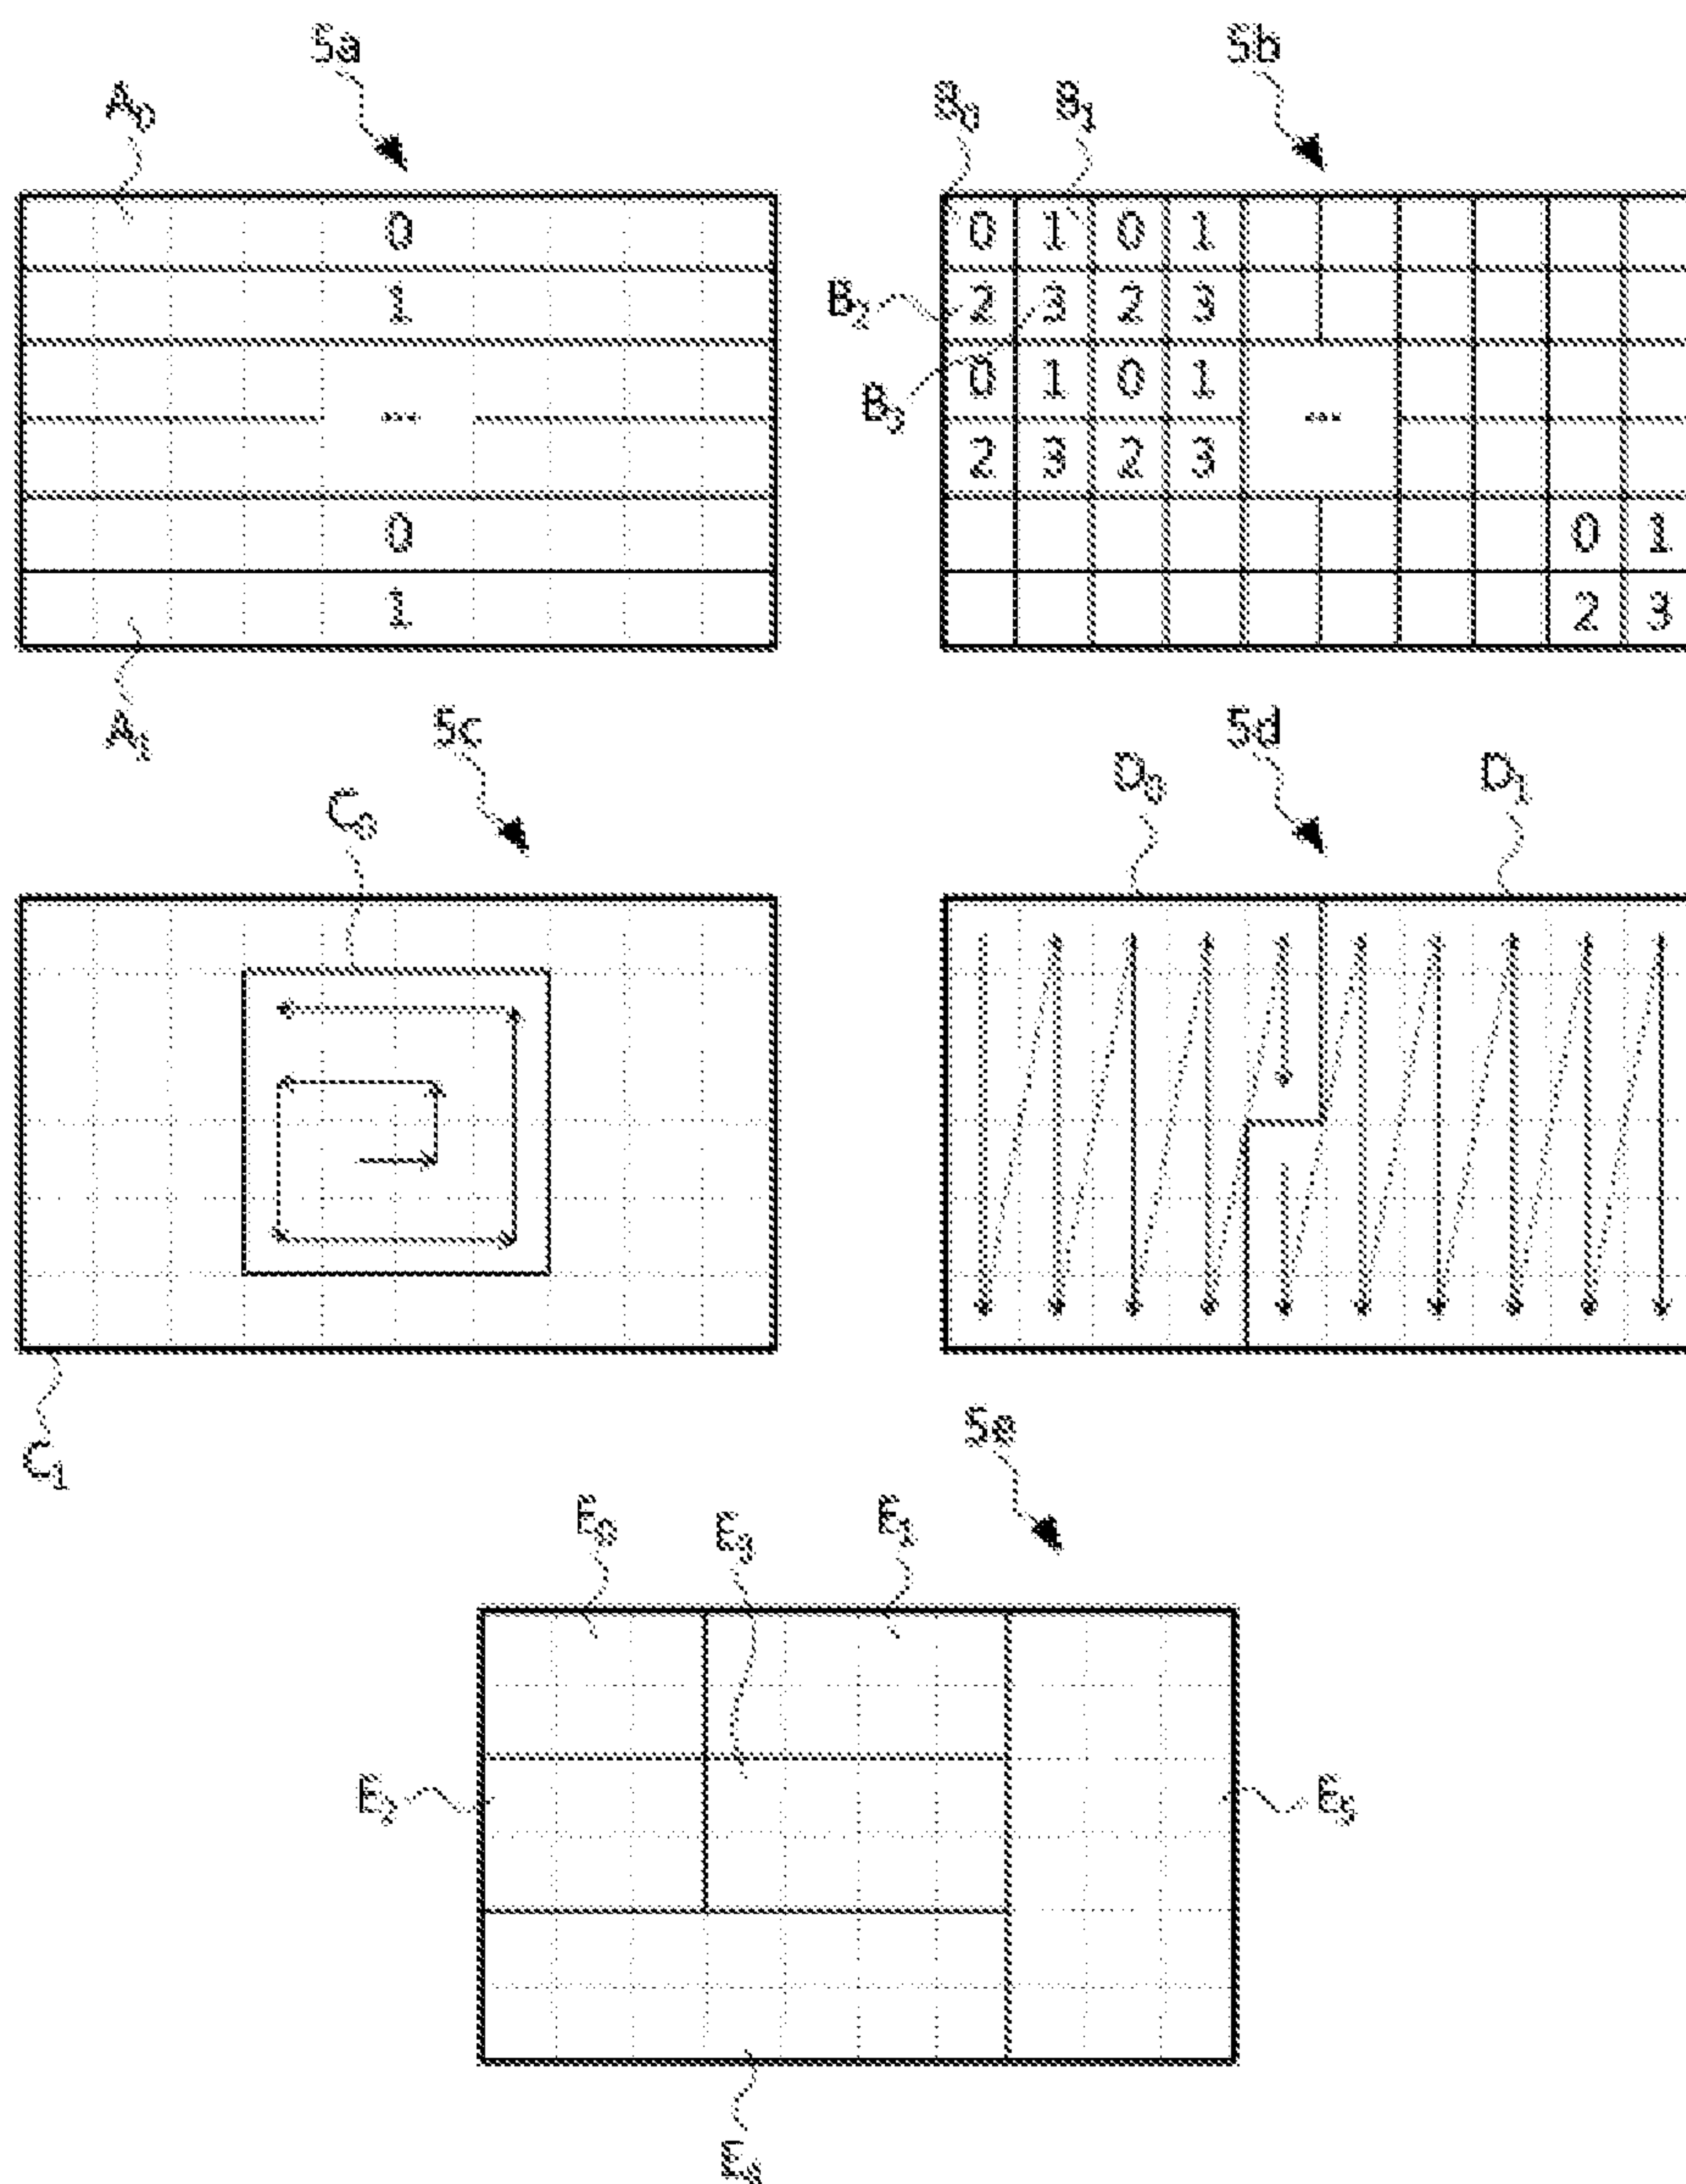 5a 5b
A0 B0 B1
0 0 1 0 1
1 B2 2 3 2 3
0 1 0 1
... B3 ...
2 3 2 3
0 0 1
1 2 3
A1 5c 5d
C0 D0 D1
C1 5e
E0 E3 E1
E2 E5
E4